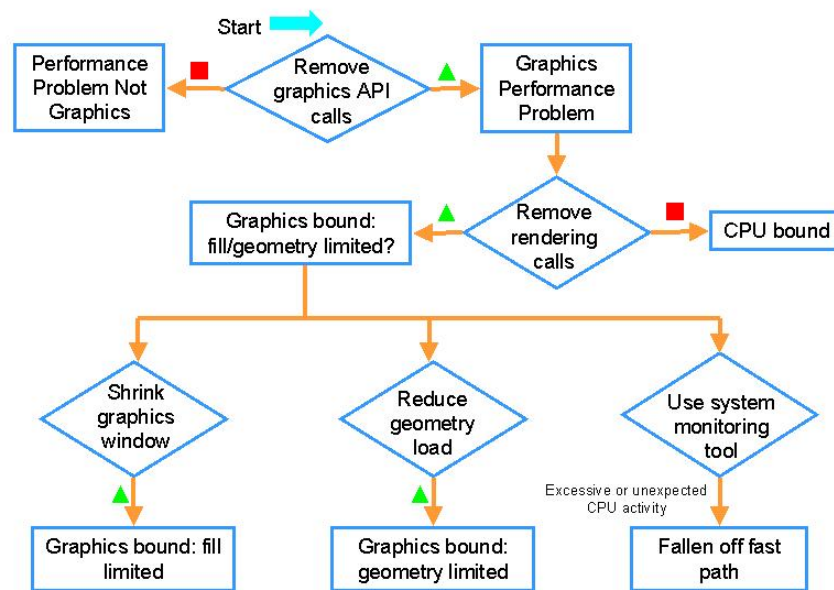 Start
Performance
Problem Not
Graphics
Remove
graphics API
calls
Graphics
Performance
Problem
Graphics bound:
fill/geometry limited?
Remove
rendering
calls
CPU bound
Shrink
graphics
window
Reduce
geometry
load
Use system
monitoring
tool
Excessive or unexpected
CPU activity
Graphics bound: fill
limited
Graphics bound:
geometry limited
Fallen off fast
path